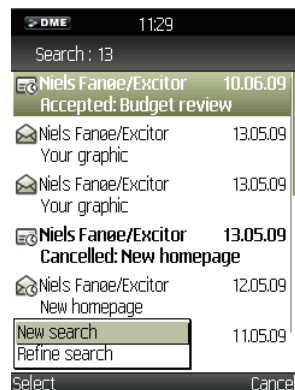 DME 11:29
Search : 13
Niels Fanøe/Excitor 10.06.09
Accepted: Budget review
Niels Fanøe/Excitor 13.05.09
Your graphic
Niels Fanøe/Excitor 13.05.09
Your graphic
Niels Fanøe/Excitor 13.05.09
Cancelled: New homepage
Niels Fanøe/Excitor 12.05.09
New homepage
New search 11.05.09
Refine search
Select Cance